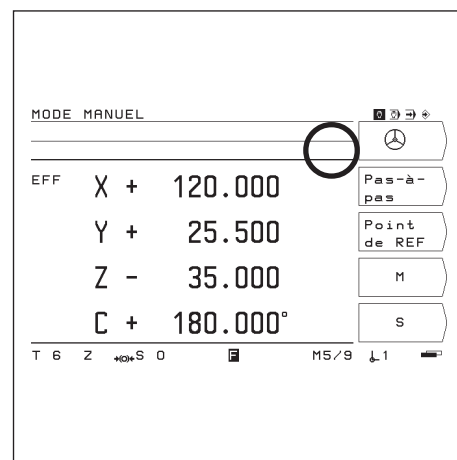 MODE MANUEL
EFF X + 120.000
Y + 25.500
Z - 35.000
C + 180.000°
Pas-à-
pas
Point
de REF
M
S
T 6 Z S 0 F M5/9 1